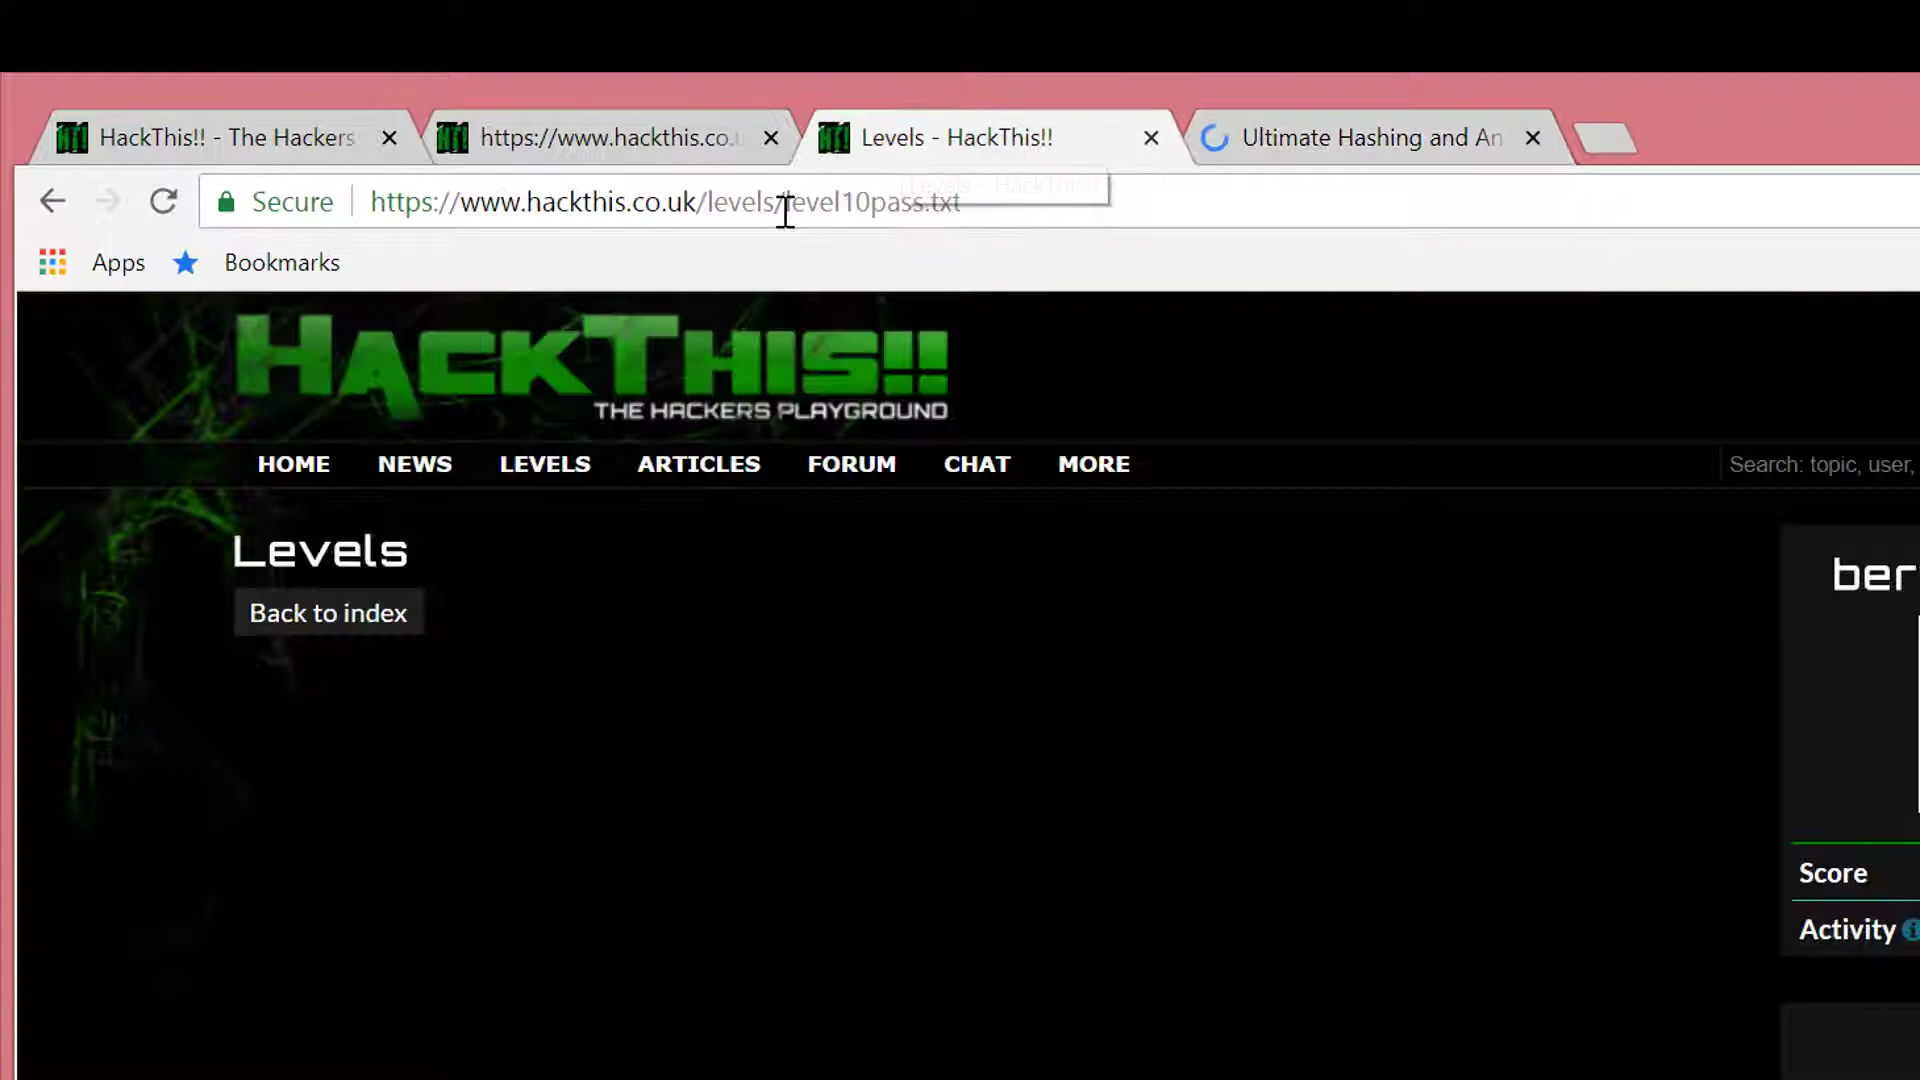 HackThis!! - The Hackers
https://www.hackthis.co.u
Levels - HackThis!!
Ultimate Hashing and An
Secure
https://www.hackthis.co.uk/levels/level10pass.txt
Levels - HackThis!!
Apps
Bookmarks
HACKTHIS!!
THE HACKERS PLAYGROUND
HOME NEWS LEVELS ARTICLES FORUM CHAT MORE
Search: topic, user,
Levels
Back to index
ber
Score
Activity